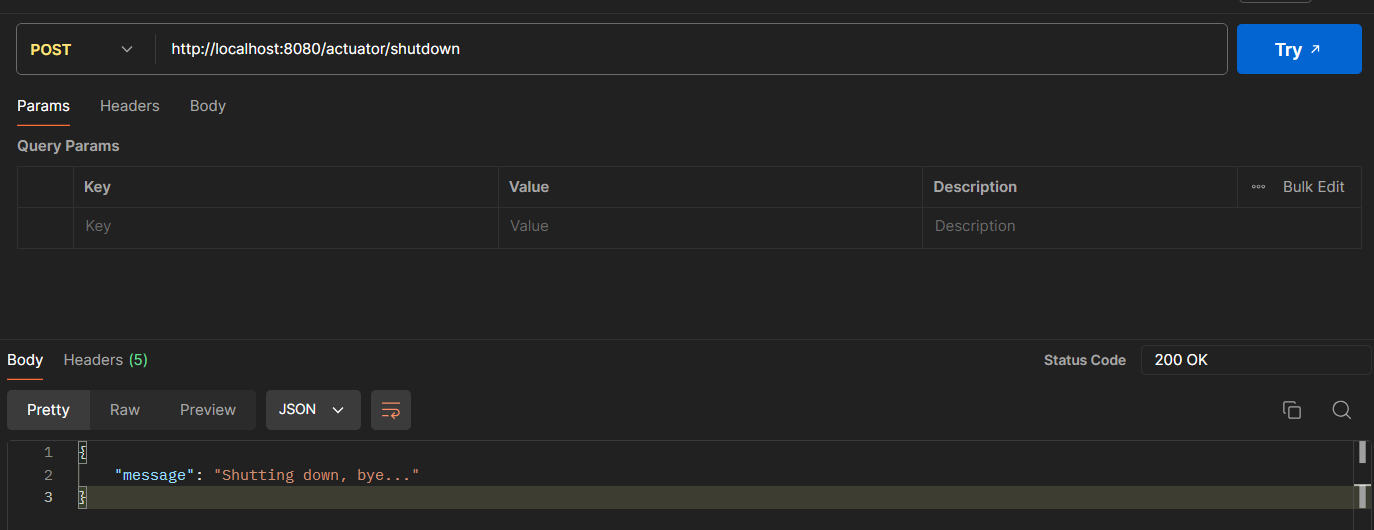 POST http://localhost:8080/actuator/shutdown Try
Params Headers Body
Query Params
Key Value Description Bulk Edit
Key Value Description
Body Headers (5) Status Code 200 OK
Pretty Raw Preview JSON
1 {
2 "message": "Shutting down, bye..."
3 }